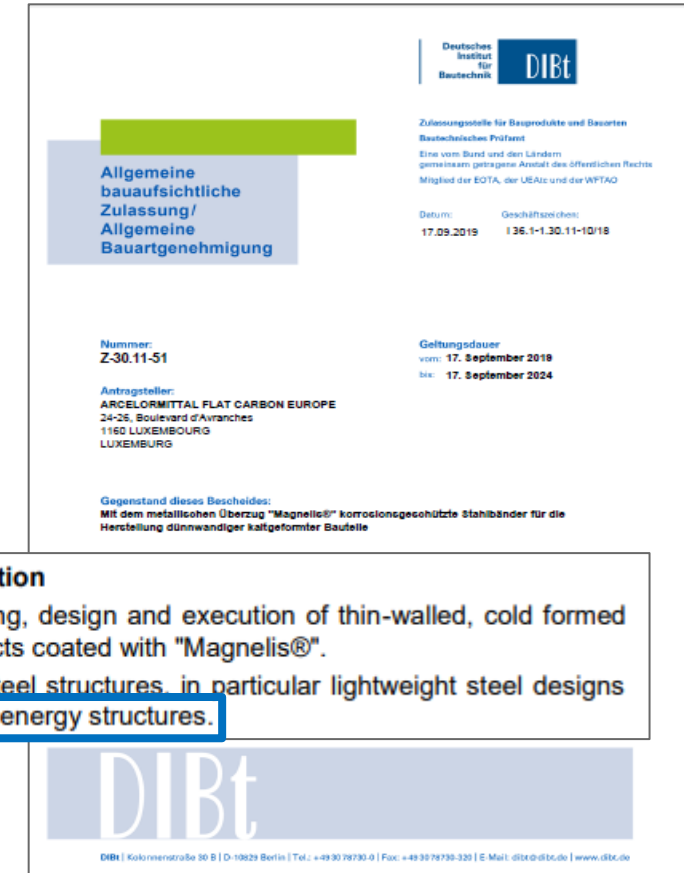 Deutsches
Institut
für
Bautechnik
DIBt
Zulassungsstelle für Bauprodukte und Bauarten
Bautechnisches Prüfamt
Eine vom Bund und den Ländern
gemeinsam getragene Anstalt des öffentlichen Rechts
Mitglied der EOTA, der UEAtc und der WFTAO
Allgemeine
bauaufsichtliche
Zulassung/
Allgemeine
Bauartgenehmigung
Datum: Geschäftszeichen:
17.09.2019 I 36.1-1.30.11-10/18
Nummer:
Z-30.11-51
Geltungsdauer
vom: 17. September 2019
bis: 17. September 2024
Antragsteller:
ARCELORMITTAL FLAT CARBON EUROPE
24-26, Boulevard d'Avranches
1160 LUXEMBOURG
LUXEMBURG
Gegenstand dieses Bescheides:
Mit dem metallischen Überzug "Magnelis®" korrosionsgeschützte Stahlbänder für die
Herstellung dünnwandiger kaltgeformter Bauteile
tion
ng, design and execution of thin-walled, cold formed
cts coated with "Magnelis®".
eel structures, in particular lightweight steel designs
energy structures.
DIBt
DIBt | Kolonnenstraße 30 B | D-10829 Berlin | Tel.: +49 30 78730-0 | Fax: +49 30 78730-320 | E-Mail: dibt@dibt.de | www.dibt.de